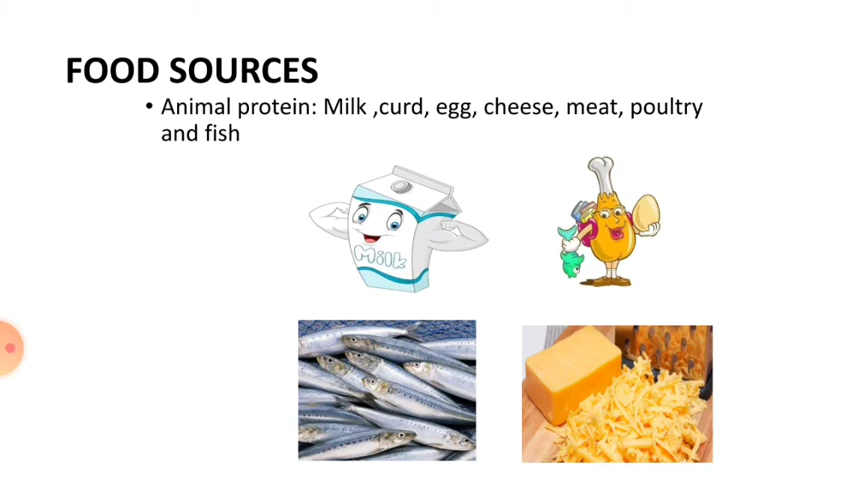 FOOD SOURCES
• Animal protein: Milk ,curd, egg, cheese, meat, poultry
and fish
Milk